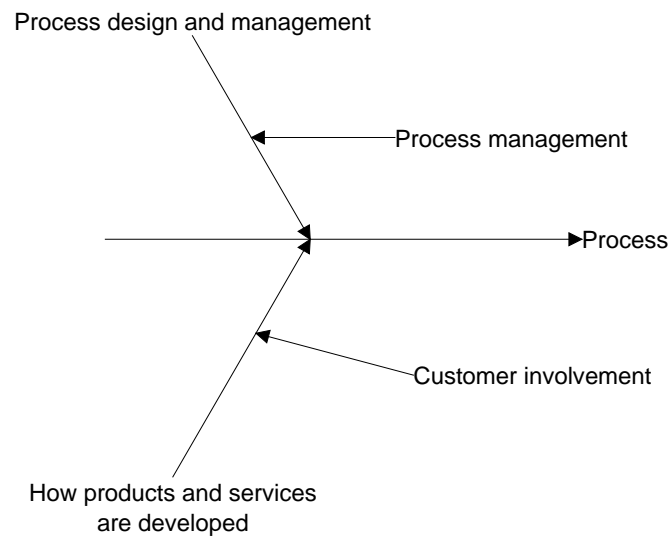 Process design and management
Process management
Process
Customer involvement
How products and services
are developed